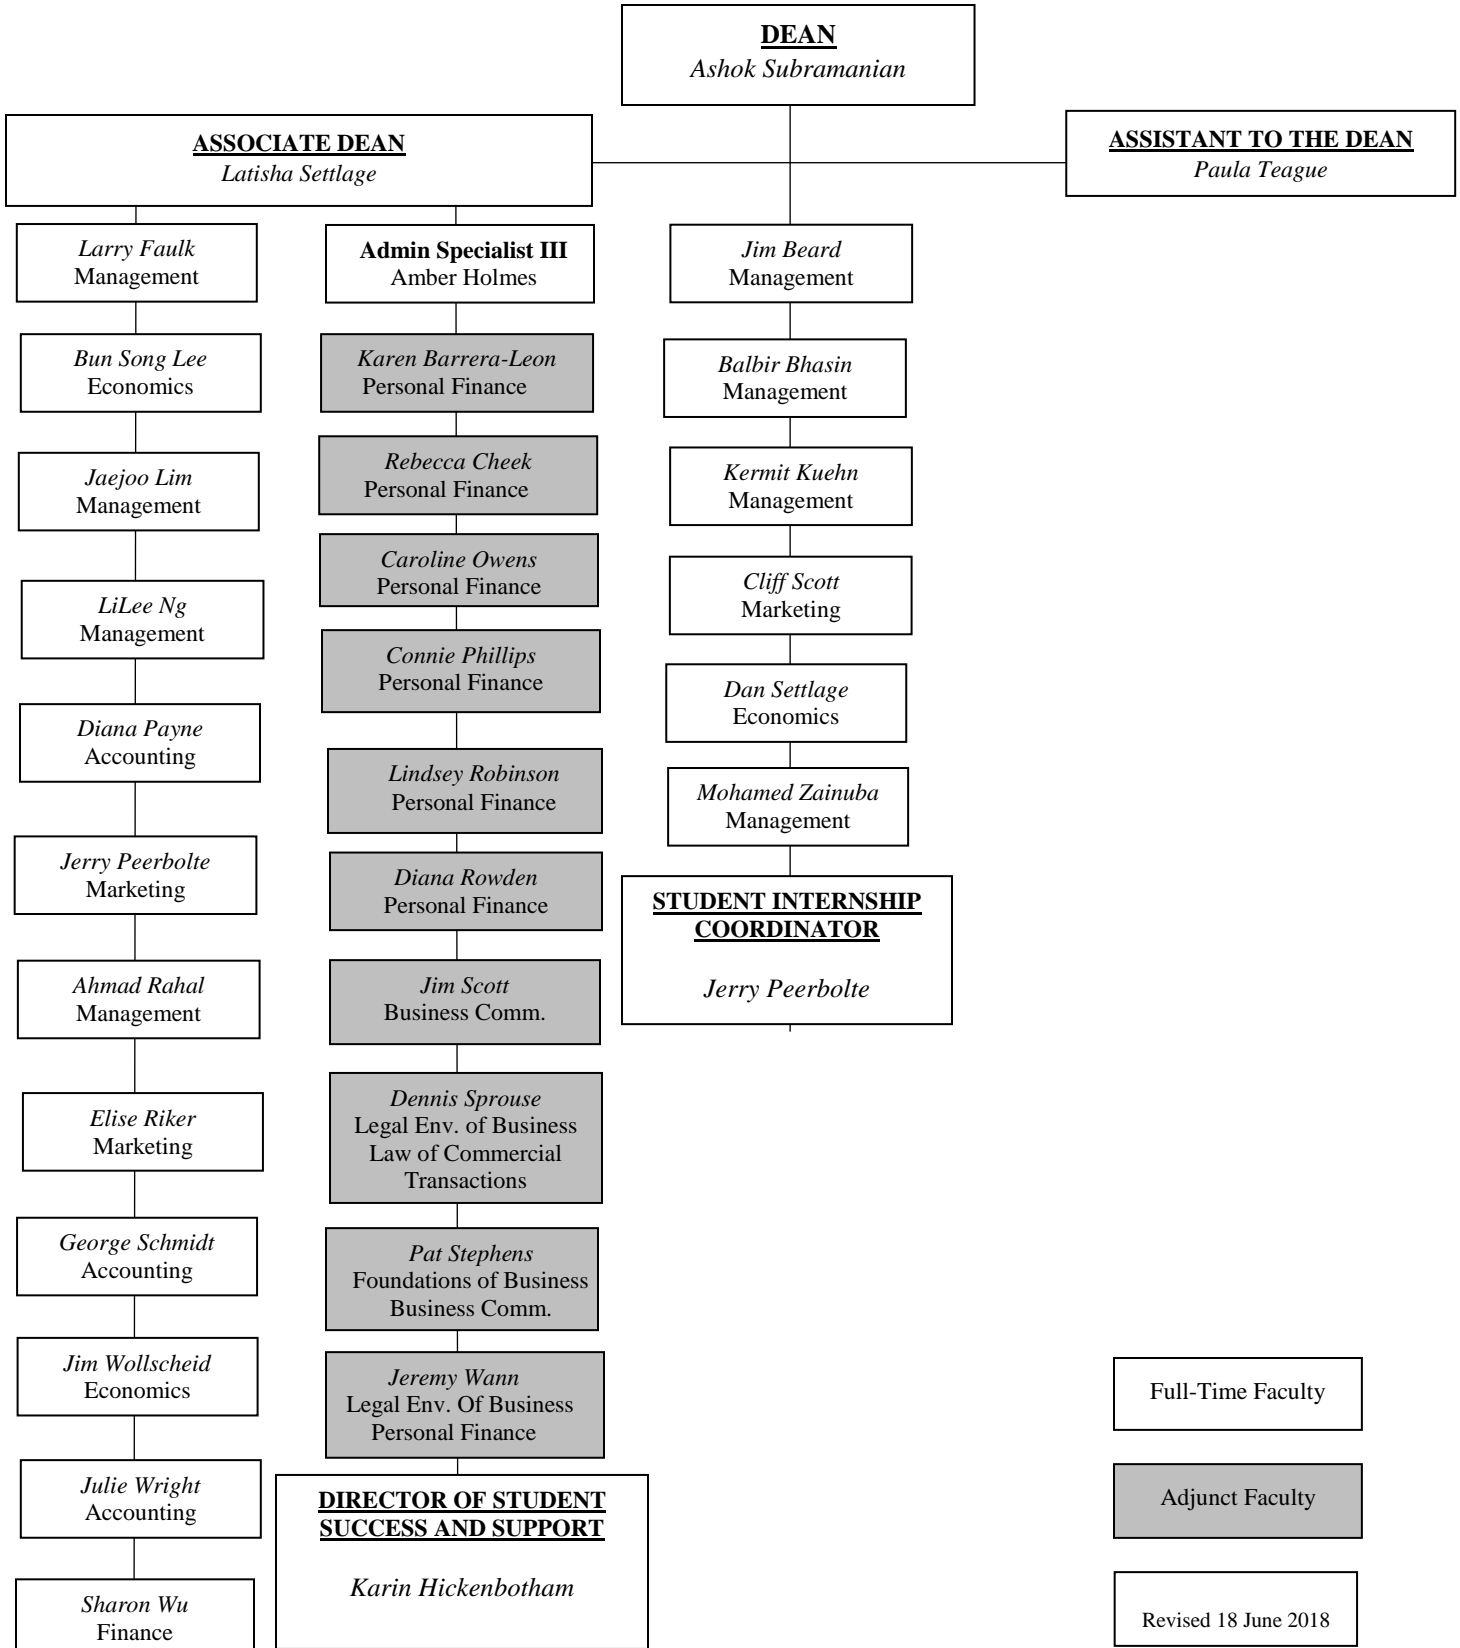 DEAN
Ashok Subramanian
ASSOCIATE DEAN
Latisha Settlage
ASSISTANT TO THE DEAN
Paula Teague
Larry Faulk
Management
Bun Song Lee
Economics
Jaejoo Lim
Management
LiLee Ng
Management
Diana Payne
Accounting
Jerry Peerbolte
Marketing
Ahmad Rahal
Management
Elise Riker
Marketing
George Schmidt
Accounting
Jim Wollscheid
Economics
Julie Wright
Accounting
Sharon Wu
Finance
Admin Specialist III
Amber Holmes
Karen Barrera-Leon
Personal Finance
Rebecca Cheek
Personal Finance
Caroline Owens
Personal Finance
Connie Phillips
Personal Finance
Lindsey Robinson
Personal Finance
Diana Rowden
Personal Finance
Jim Scott
Business Comm.
Dennis Sprouse
Legal Env. of Business
Law of Commercial
Transactions
Pat Stephens
Foundations of Business
Business Comm.
Jeremy Wann
Legal Env. Of Business
Personal Finance
DIRECTOR OF STUDENT
SUCCESS AND SUPPORT
Karin Hickenbotham
Jim Beard
Management
Balbir Bhasin
Management
Kermit Kuehn
Management
Cliff Scott
Marketing
Dan Settlage
Economics
Mohamed Zainuba
Management
STUDENT INTERNSHIP
COORDINATOR
Jerry Peerbolte
Full-Time Faculty
Adjunct Faculty
Revised 18 June 2018